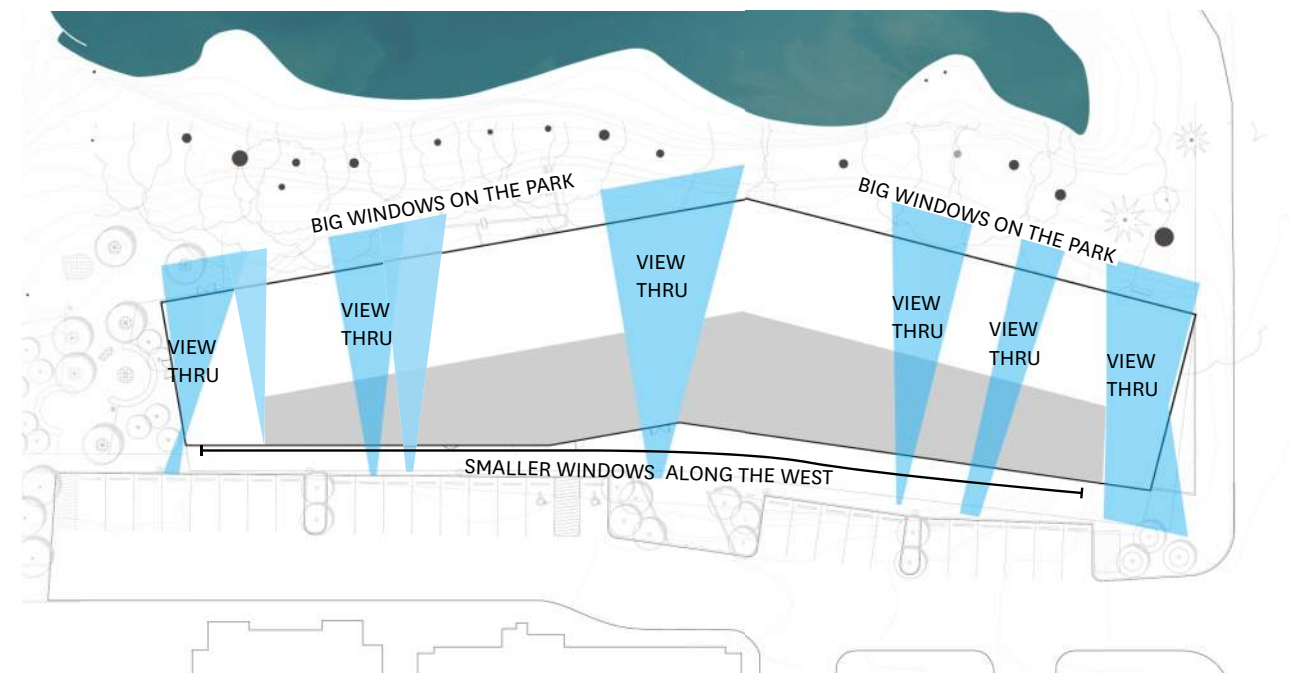 BIG WINDOWS ON THE PARK
BIG WINDOWS ON THE PARK
VIEW
THRU
VIEW
THRU
VIEW
THRU
VIEW
THRU
VIEW
THRU
VIEW
THRU
SMALLER WINDOWS ALONG THE WEST